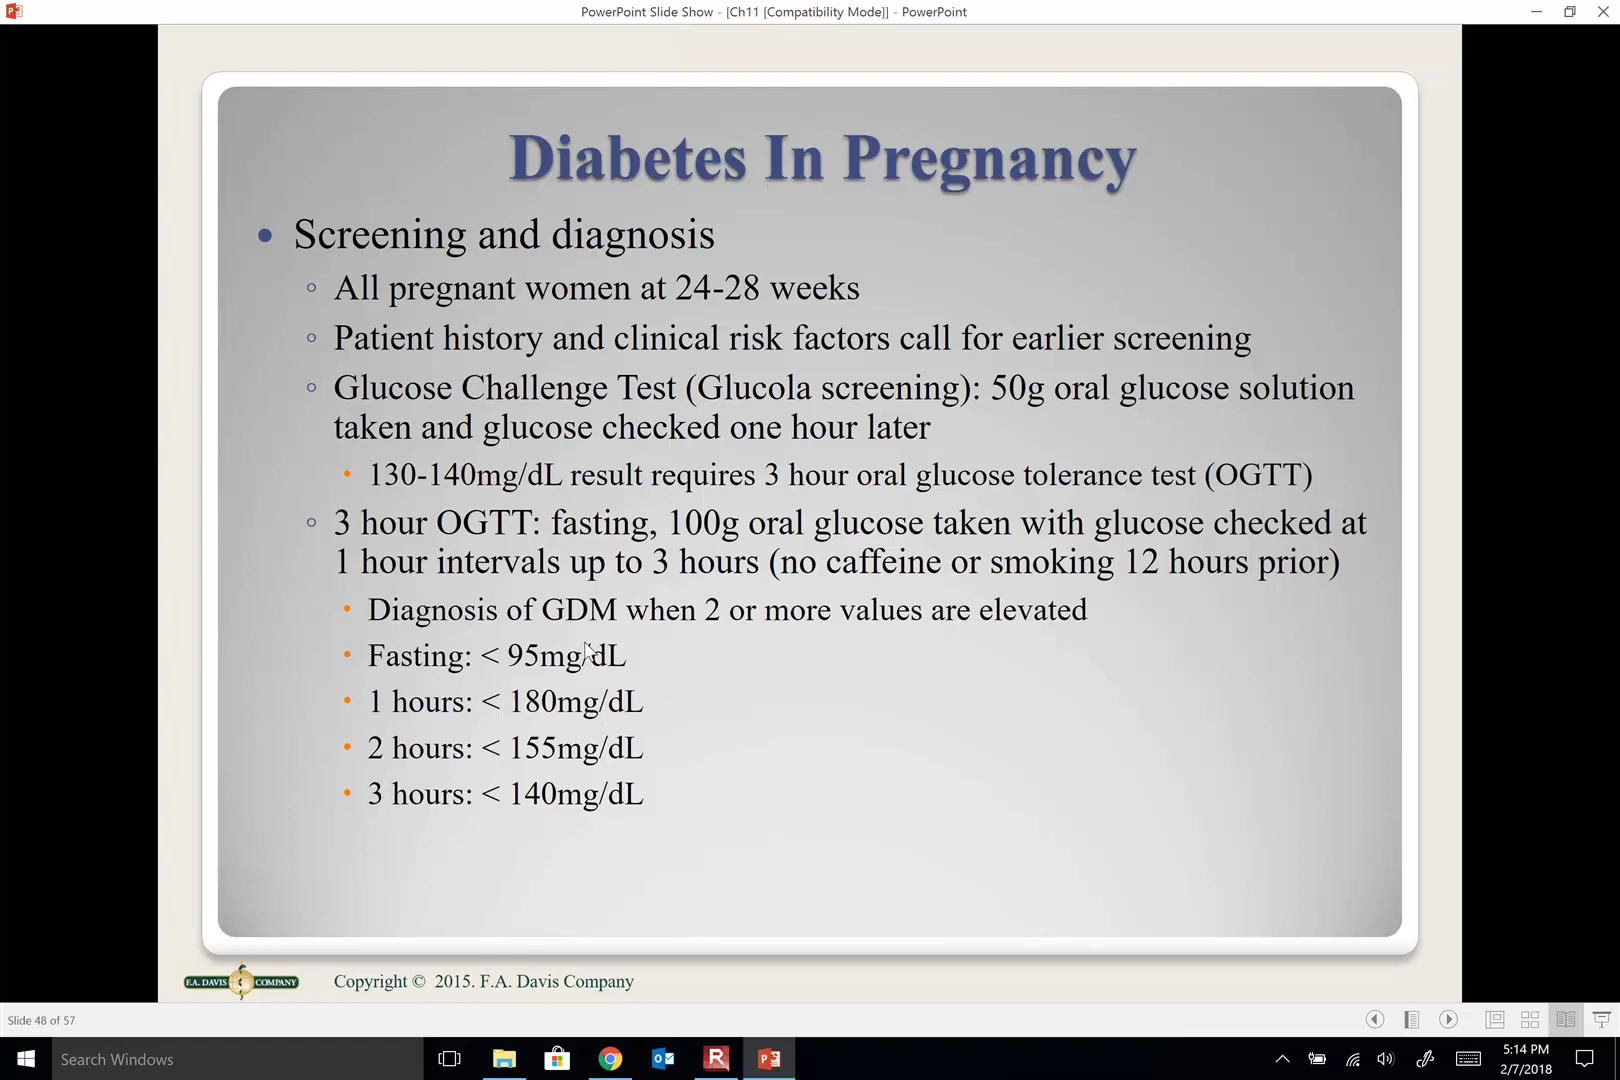 PowerPoint Slide Show - [Ch11 [Compatibility Mode]] - PowerPoint
Diabetes In Pregnancy
• Screening and diagnosis
◦ All pregnant women at 24-28 weeks
◦ Patient history and clinical risk factors call for earlier screening
◦ Glucose Challenge Test (Glucola screening): 50g oral glucose solution
taken and glucose checked one hour later
• 130-140mg/dL result requires 3 hour oral glucose tolerance test (OGTT)
◦ 3 hour OGTT: fasting, 100g oral glucose taken with glucose checked at
1 hour intervals up to 3 hours (no caffeine or smoking 12 hours prior)
• Diagnosis of GDM when 2 or more values are elevated
• Fasting: < 95mg/dL
• 1 hours: < 180mg/dL
• 2 hours: < 155mg/dL
• 3 hours: < 140mg/dL
F.A. DAVIS COMPANY
Copyright © 2015. F.A. Davis Company
Slide 48 of 57
Search Windows
5:14 PM
2/7/2018